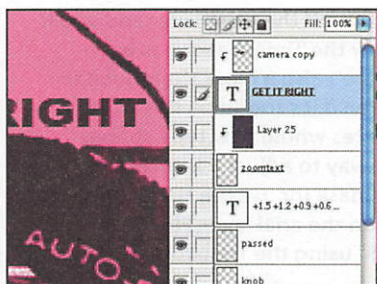 Lock: Fill: 100%
camera copy
GET IT RIGHT
RIGHT
Layer 25
zoomtext
T +1.5 +1.2 +0.9 +0.6 ...
AUTO
passed
knob